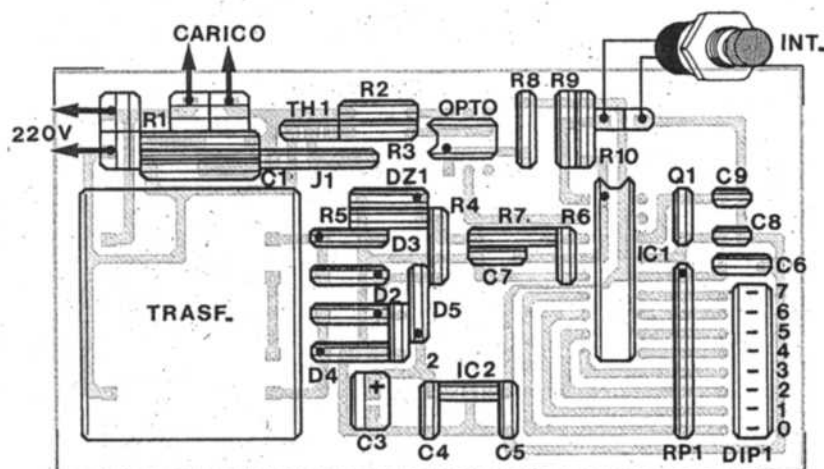 CARICO
INT.
220V
R1
TH1
R2
OPTO
R8
R9
R3
R10
C1
J1
DZ1
Q1
C9
R5
R4
R7
R6
D3
C8
IC1
C7
C6
TRASF.
D2
D5
7
6
5
4
3
2
1
0
D4
2
IC2
+
C3
C4
C5
RP1
DIP1